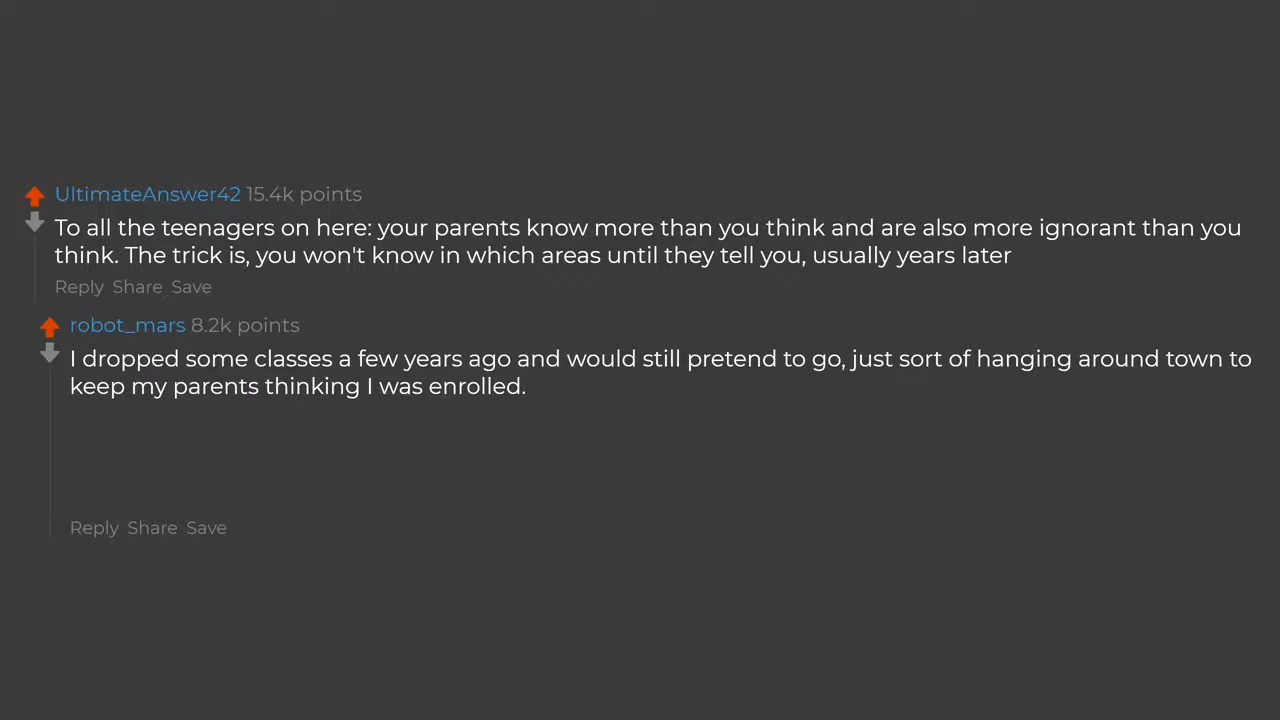 UltimateAnswer42 15.4k points
To all the teenagers on here: your parents know more than you think and are also more ignorant than you
think. The trick is, you won't know in which areas until they tell you, usually years later
Reply Share Save
robot_mars 8.2k points
I dropped some classes a few years ago and would still pretend to go, just sort of hanging around town to
keep my parents thinking I was enrolled.
Reply Share Save